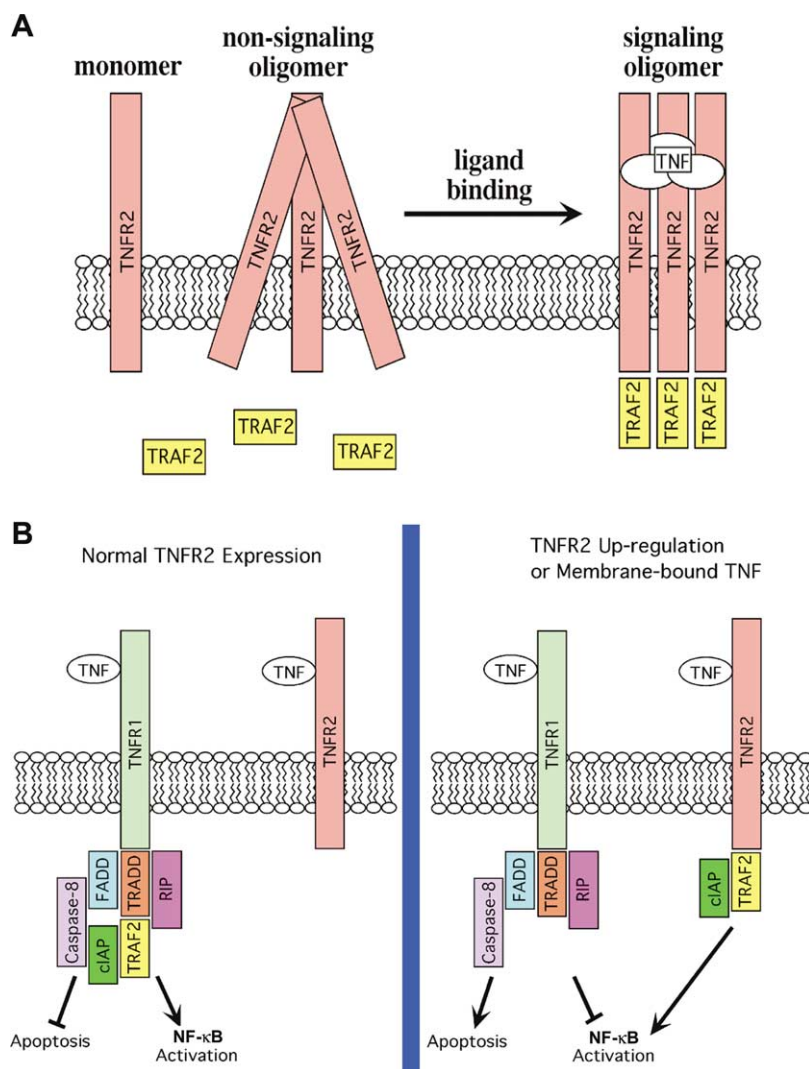 A
monomer
non-signaling
oligomer
signaling
oligomer
TNFR2
TNFR2
TNFR2
TNFR2
ligand
binding
TNF
TNFR2
TNFR2
TNFR2
TRAF2
TRAF2
TRAF2
TRAF2
TRAF2
TRAF2
B
Normal TNFR2 Expression
TNF
TNFR1
TNF
TNFR2
FADD
TRADD
RIP
Caspase-8
cIAP
TRAF2
Apoptosis
NF-κB
Activation
TNFR2 Up-regulation
or Membrane-bound TNF
TNF
TNFR1
TNF
TNFR2
FADD
TRADD
RIP
Caspase-8
cIAP
TRAF2
Apoptosis
NF-κB
Activation